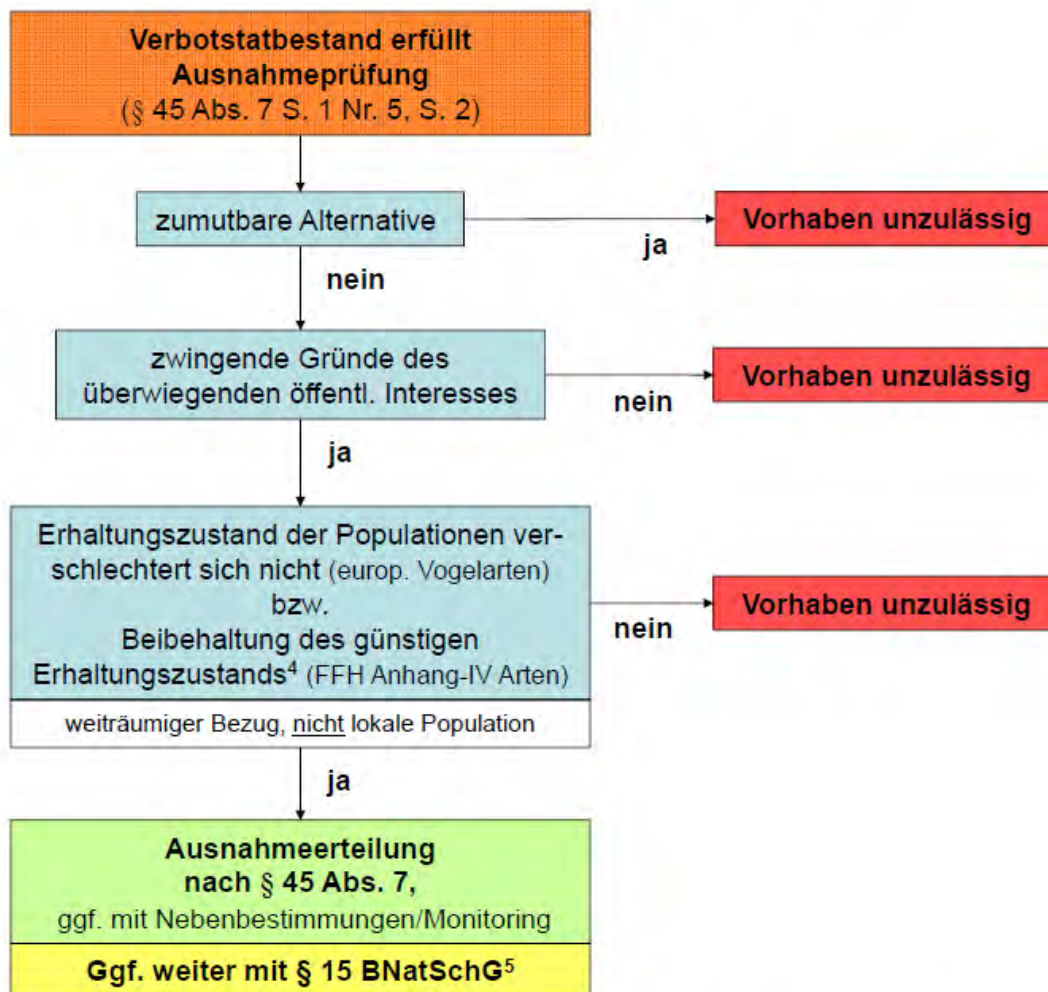 Verbotstatbestand erfüllt
Ausnahmeprüfung
(§ 45 Abs. 7 S. 1 Nr. 5, S. 2)
zumutbare Alternative
ja
Vorhaben unzulässig
nein
zwingende Gründe des
überwiegenden öffentl. Interesses
nein
Vorhaben unzulässig
ja
Erhaltungszustand der Populationen ver-
schlechtert sich nicht (europ. Vogelarten)
bzw.
Beibehaltung des günstigen
Erhaltungszustands⁴ (FFH Anhang-IV Arten)
nein
Vorhaben unzulässig
weiträumiger Bezug, nicht lokale Population
ja
Ausnahmeerteilung
nach § 45 Abs. 7,
ggf. mit Nebenbestimmungen/Monitoring
Ggf. weiter mit § 15 BNatSchG⁵